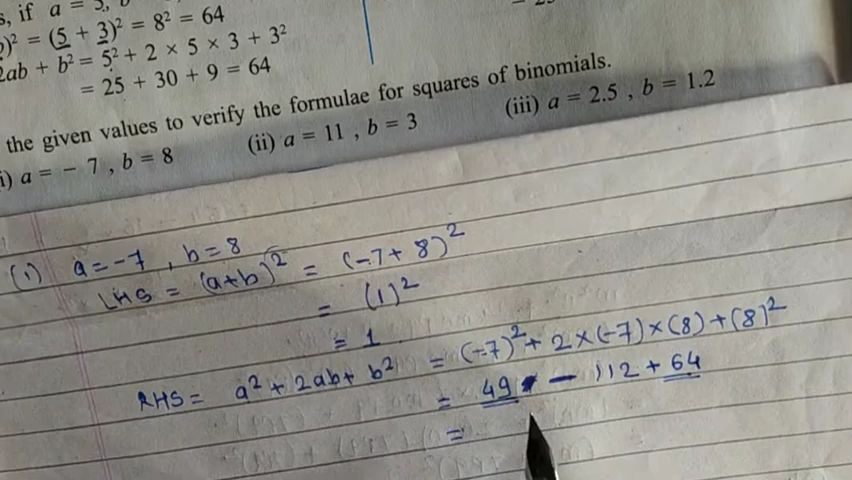 s, if a = 5, b
)² = (5 + 3)² = 8² = 64
2ab + b² = 5² + 2 × 5 × 3 + 3²
= 25 + 30 + 9 = 64
the given values to verify the formulae for squares of binomials.
i) a = − 7 , b = 8 (ii) a = 11 , b = 3 (iii) a = 2.5 , b = 1.2
(1) a = −7 , b = 8
LHS = (a+b)² = (−7 + 8)²
= (1)²
= 1
RHS = a² + 2ab + b² = (−7)² + 2 × (−7) × (8) + (8)²
= 49 − 112 + 64
=